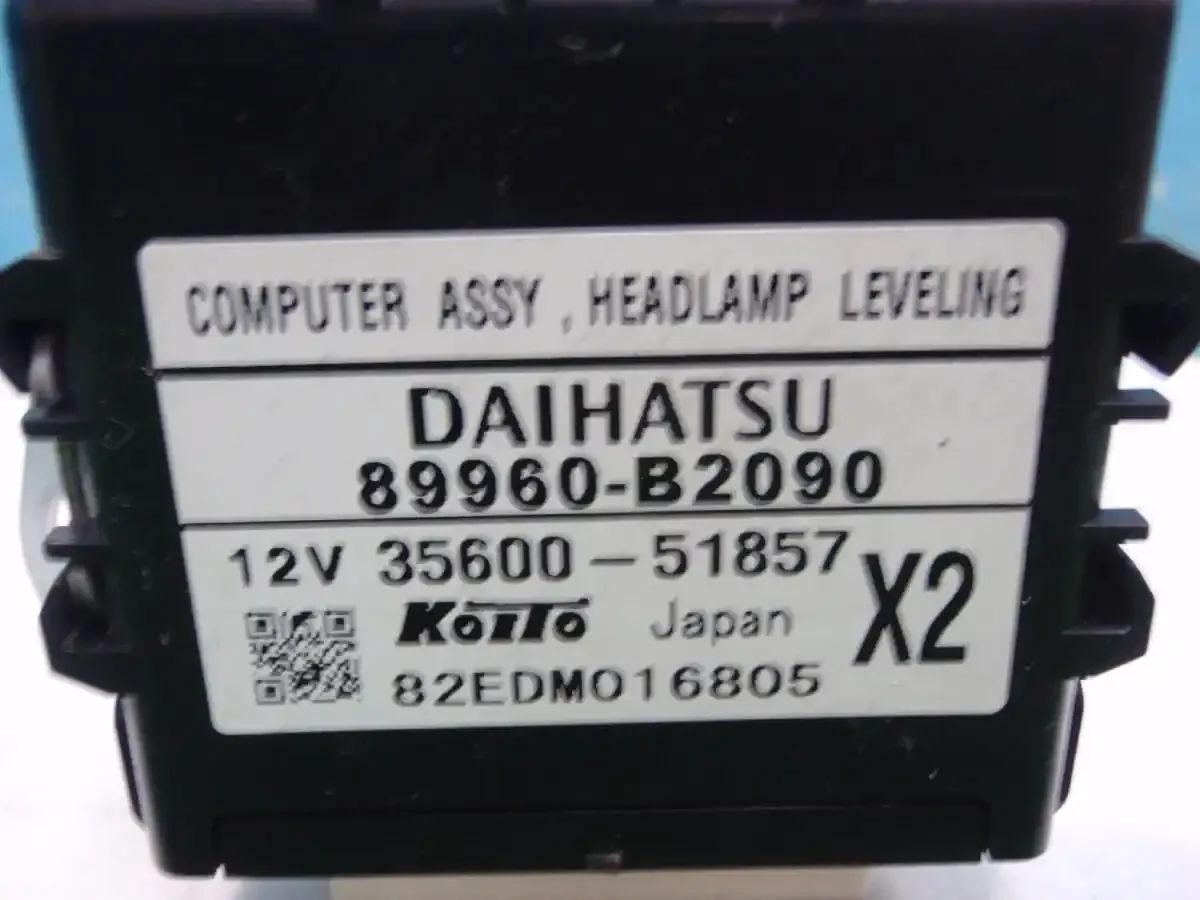 COMPUTER ASSY , HEADLAMP LEVELING
DAIHATSU
89960-B2090
12V 35600-51857
X2
KOITO Japan
82EDM016805